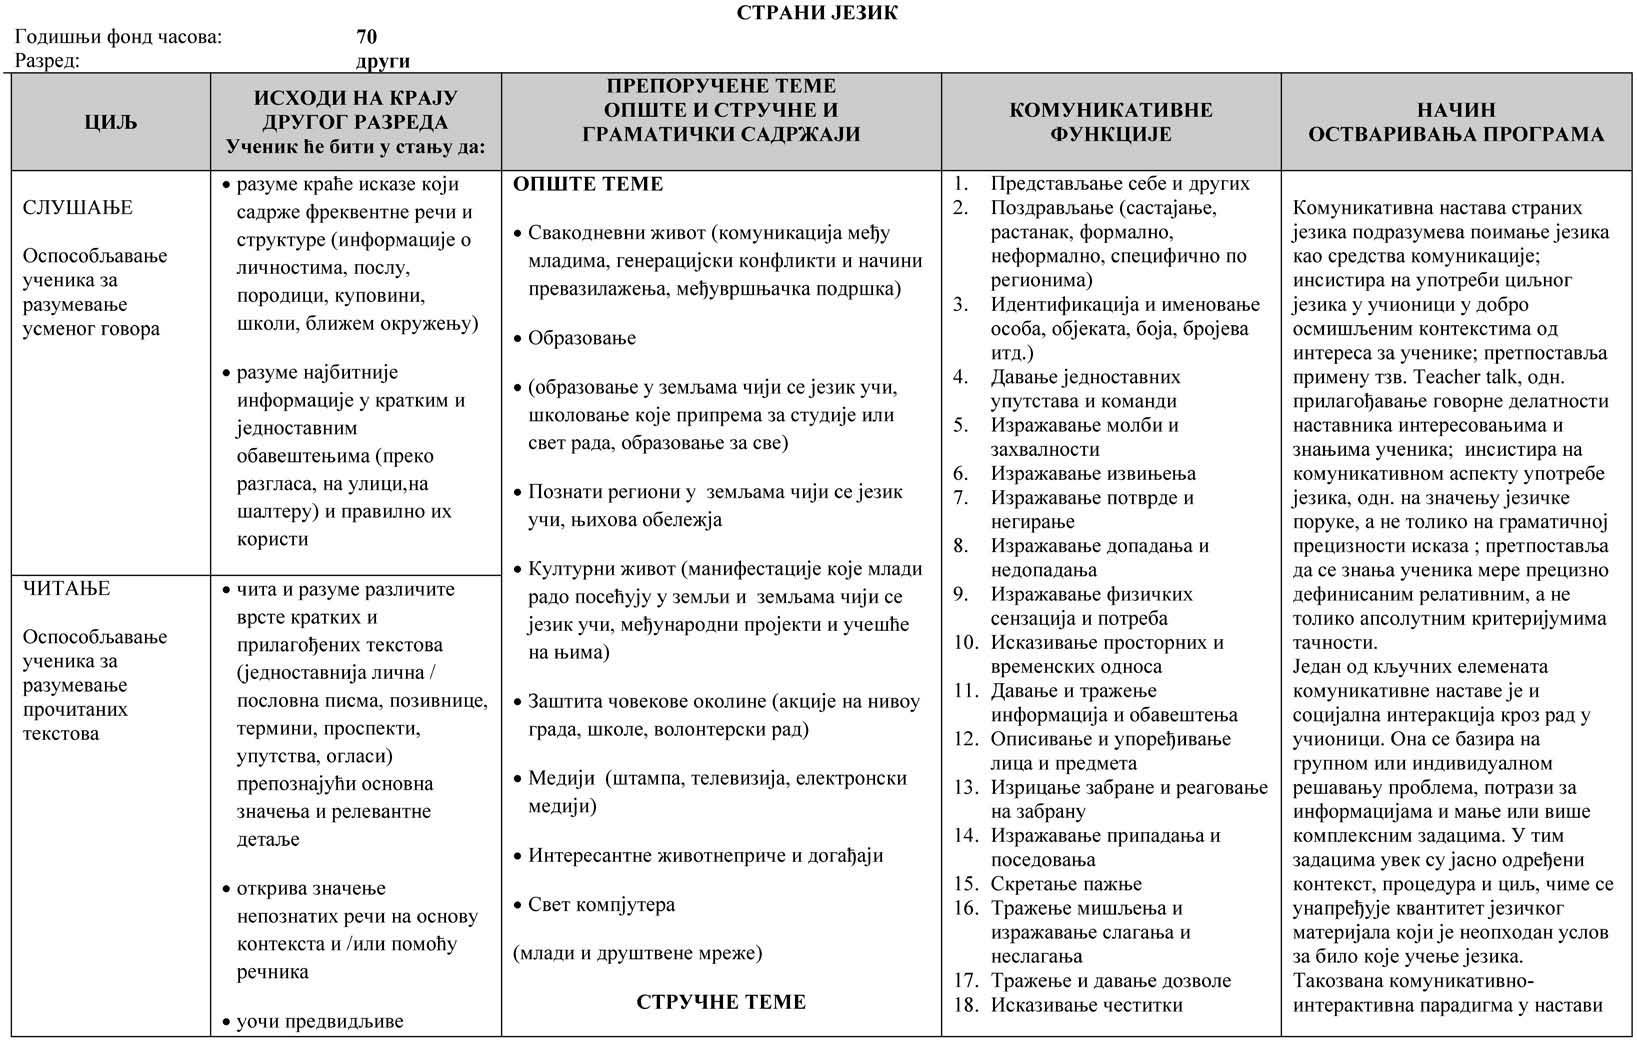 СТРАНИ ЈЕЗИК
Годишњи фонд часова: 70
Разред: други
ЦИЉ
ИСХОДИ НА КРАЈУ
ДРУГОГ РАЗРЕДА
Ученик ће бити у стању да:
ПРЕПОРУЧЕНЕ ТЕМЕ
ОПШТЕ И СТРУЧНЕ И
ГРАМАТИЧКИ САДРЖАЈИ
КОМУНИКАТИВНЕ
ФУНКЦИЈЕ
НАЧИН
ОСТВАРИВАЊА ПРОГРАМА
СЛУШАЊЕ
Оспособљавање
ученика за
разумевање
усменог говора
• разуме краће исказе који
садрже фреквентне речи и
структуре (информације о
личностима, послу,
породици, куповини,
школи, ближем окружењу)
• разуме најбитније
информације у кратким и
једноставним
обавештењима (преко
разгласа, на улици,на
шалтеру) и правилно их
користи
ЧИТАЊЕ
Оспособљавање
ученика за
разумевање
прочитаних
текстова
• чита и разуме различите
врсте кратких и
прилагођених текстова
(једноставнија лична /
пословна писма, позивнице,
термини, проспекти,
упутства, огласи)
препознајући основна
значења и релевантне
детаље
• открива значење
непознатих речи на основу
контекста и /или помоћу
речника
• уочи предвидљиве
ОПШТЕ ТЕМЕ
• Свакодневни живот (комуникација међу
младима, генерацијски конфликти и начини
превазилажења, међувршњачка подршка)
• Образовање
• (образовање у земљама чији се језик учи,
школовање које припрема за студије или
свет рада, образовање за све)
• Познати региони у земљама чији се језик
учи, њихова обележја
• Културни живот (манифестације које млади
радо посећују у земљи и земљама чији се
језик учи, међународни пројекти и учешће
на њима)
• Заштита човекове околине (акције на нивоу
града, школе, волонтерски рад)
• Медији (штампа, телевизија, електронски
медији)
• Интересантне животнеприче и догађаји
• Свет компјутера
(млади и друштвене мреже)
СТРУЧНЕ ТЕМЕ
1. Представљање себе и других
2. Поздрављање (састајање,
растанак, формално,
неформално, специфично по
регионима)
3. Идентификација и именовање
особа, објеката, боја, бројева
итд.)
4. Давање једноставних
упутстава и команди
5. Изражавање молби и
захвалности
6. Изражавање извињења
7. Изражавање потврде и
негирање
8. Изражавање допадања и
недопадања
9. Изражавање физичких
сензација и потреба
10. Исказивање просторних и
временских односа
11. Давање и тражење
информација и обавештења
12. Описивање и упоређивање
лица и предмета
13. Изрицање забране и реаговање
на забрану
14. Изражавање припадања и
поседовања
15. Скретање пажње
16. Тражење мишљења и
изражавање слагања и
неслагања
17. Тражење и давање дозволе
18. Исказивање честитки
Комуникативна настава страних
језика подразумева поимање језика
као средства комуникације;
инсистира на употреби циљног
језика у учионици у добро
осмишљеним контекстима од
интереса за ученике; претпоставља
примену тзв. Teacher talk, одн.
прилагођавање говорне делатности
наставника интересовањима и
знањима ученика; инсистира на
комуникативном аспекту употребе
језика, одн. на значењу језичке
поруке, а не толико на граматичној
прецизности исказа ; претпоставља
да се знања ученика мере прецизно
дефинисаним релативним, а не
толико апсолутним критеријумима
тачности.
Један од кључних елемената
комуникативне наставе је и
социјална интеракција кроз рад у
учионици. Она се базира на
групном или индивидуалном
решавању проблема, потрази за
информацијама и мање или више
комплексним задацима. У тим
задацима увек су јасно одређени
контекст, процедура и циљ, чиме се
унапређује квантитет језичког
материјала који је неопходан услов
за било које учење језика.
Такозвана комуникативно-
интерактивна парадигма у настави